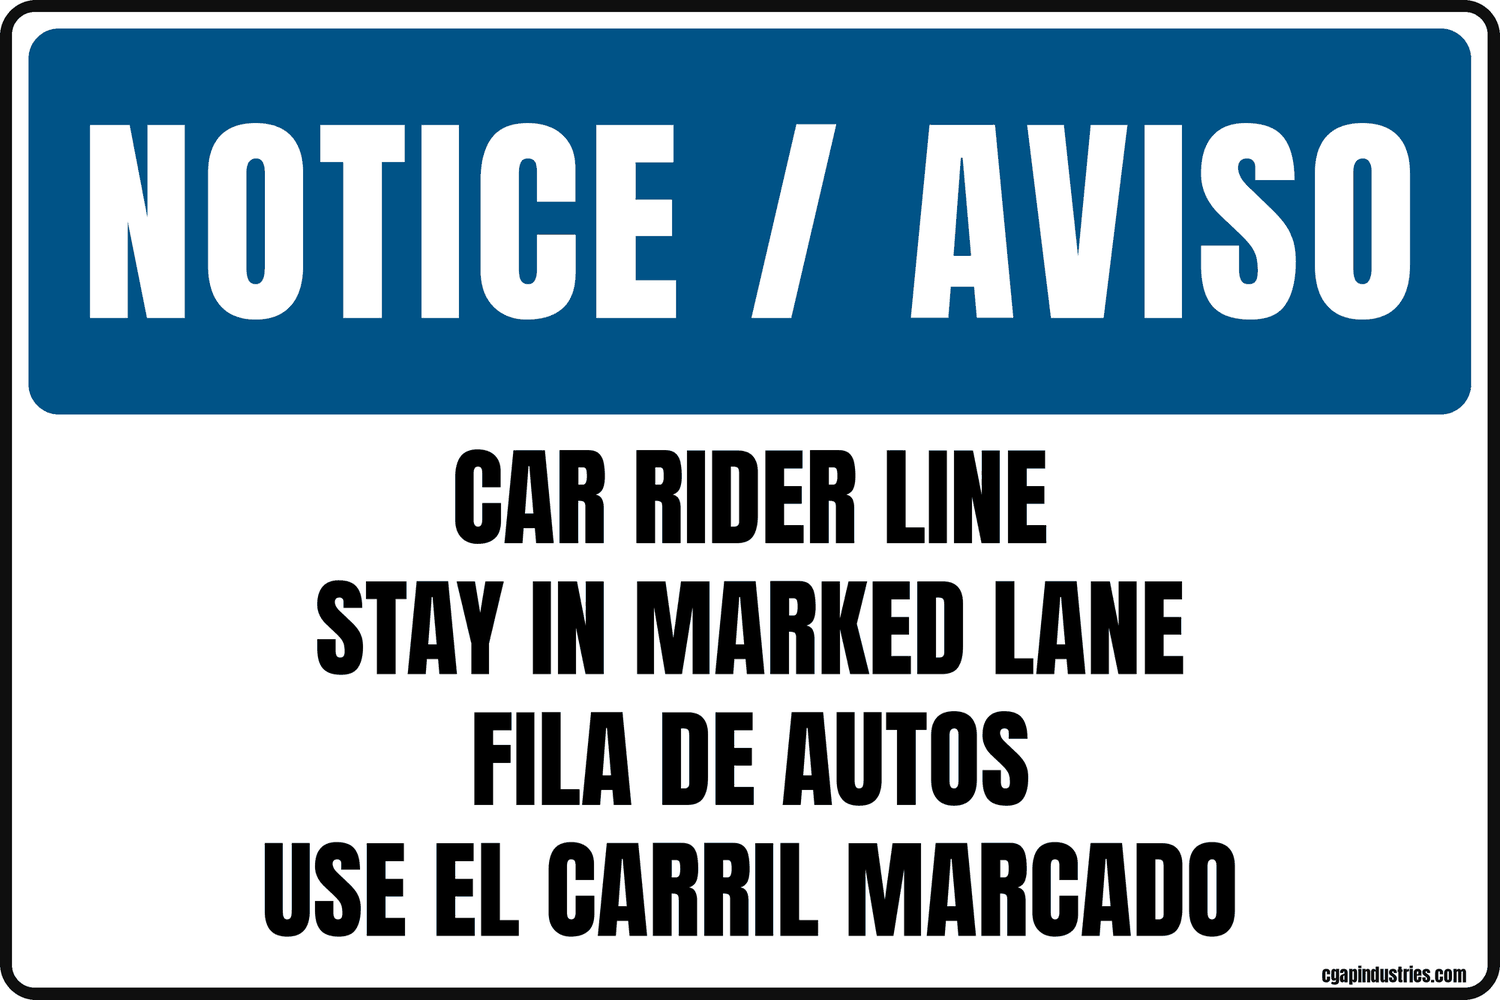 NOTICE / AVISO
CAR RIDER LINE
STAY IN MARKED LANE
FILA DE AUTOS
USE EL CARRIL MARCADO
cgapindustries.com